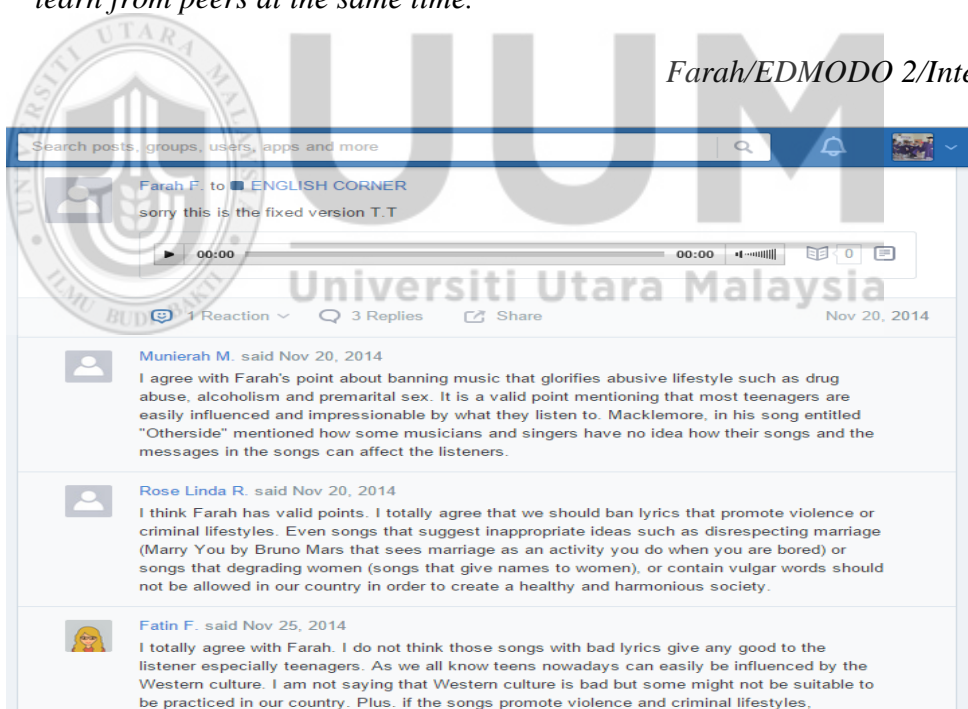 learn from peers at the same time.
Farah/EDMODO 2/Inte
Search posts, groups, users, apps and more
Farah F. to ENGLISH CORNER
sorry this is the fixed version T.T
00:00 00:00 0
1 Reaction 3 Replies Share Nov 20, 2014
Munierah M. said Nov 20, 2014
I agree with Farah's point about banning music that glorifies abusive lifestyle such as drug
abuse, alcoholism and premarital sex. It is a valid point mentioning that most teenagers are
easily influenced and impressionable by what they listen to. Macklemore, in his song entitled
"Otherside" mentioned how some musicians and singers have no idea how their songs and the
messages in the songs can affect the listeners.
Rose Linda R. said Nov 20, 2014
I think Farah has valid points. I totally agree that we should ban lyrics that promote violence or
criminal lifestyles. Even songs that suggest inappropriate ideas such as disrespecting marriage
(Marry You by Bruno Mars that sees marriage as an activity you do when you are bored) or
songs that degrading women (songs that give names to women), or contain vulgar words should
not be allowed in our country in order to create a healthy and harmonious society.
Fatin F. said Nov 25, 2014
I totally agree with Farah. I do not think those songs with bad lyrics give any good to the
listener especially teenagers. As we all know teens nowadays can easily be influenced by the
Western culture. I am not saying that Western culture is bad but some might not be suitable to
be practiced in our country. Plus. if the songs promote violence and criminal lifestyles,
UUM
Universiti Utara Malaysia
UNIVERSITI UTARA MALAYSIA
ILMU BUDI BAKTI